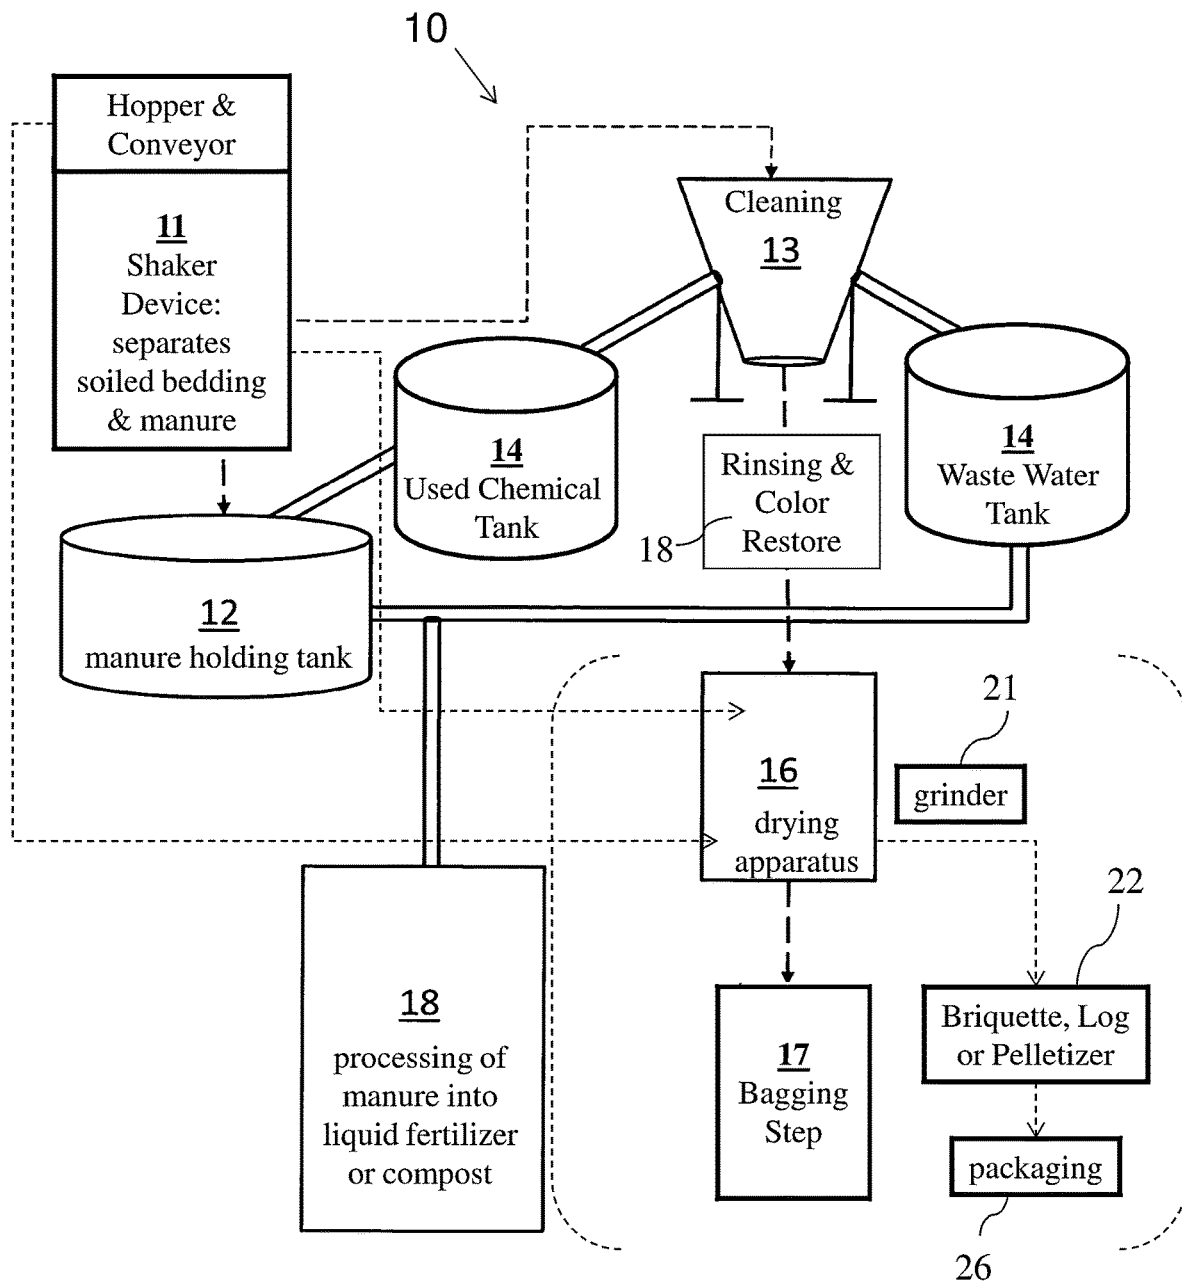 10
Hopper &
Conveyor
11
Shaker
Device:
separates
soiled bedding
& manure
Cleaning
13
14
Used Chemical
Tank
14
Waste Water
Tank
Rinsing &
Color
Restore
18
12
manure holding tank
16
drying
apparatus
21
grinder
22
Briquette, Log
or Pelletizer
18
processing of
manure into
liquid fertilizer
or compost
17
Bagging
Step
packaging
26